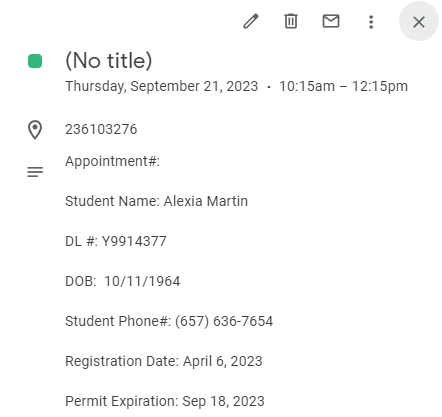 (No title)
Thursday, September 21, 2023 • 10:15am – 12:15pm
236103276
Appointment#:
Student Name: Alexia Martin
DL #: Y9914377
DOB:  10/11/1964
Student Phone#: (657) 636-7654
Registration Date: April 6, 2023
Permit Expiration: Sep 18, 2023